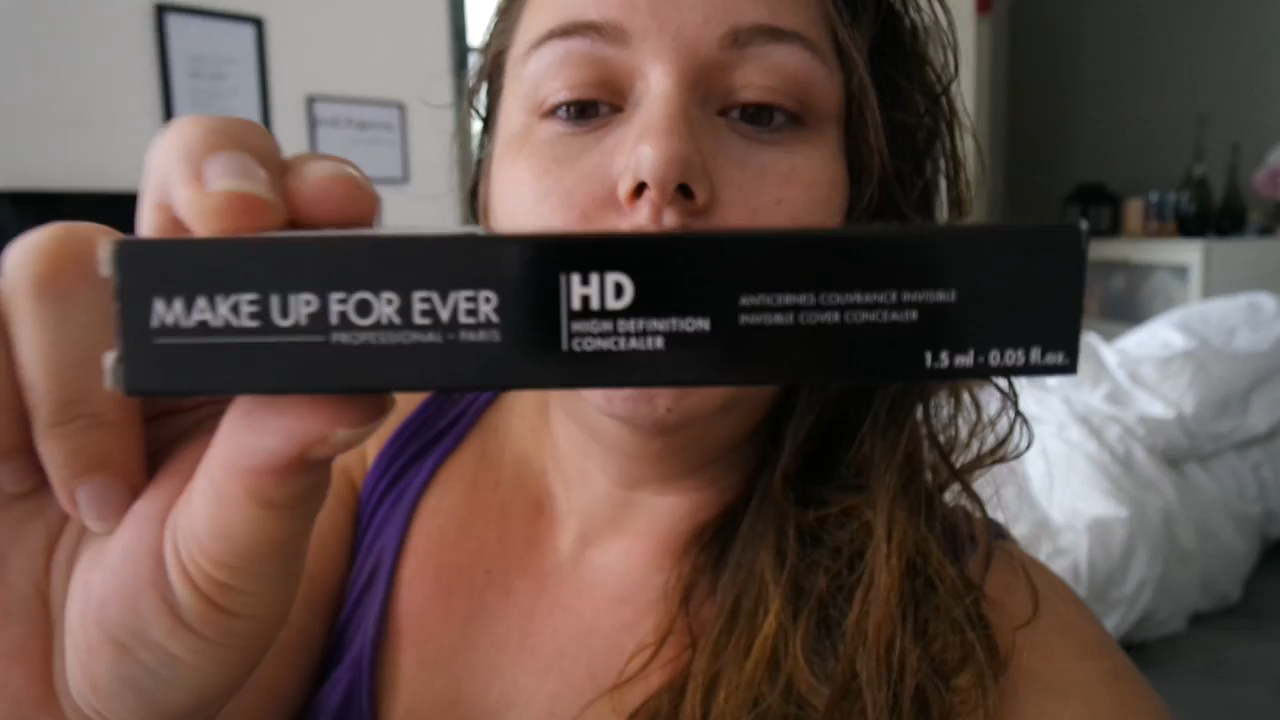 MAKE UP FOR EVER
PROFESSIONAL - PARIS
HD
HIGH DEFINITION
CONCEALER
ANTICERNES COUVRANCE INVISIBLE
INVISIBLE COVER CONCEALER
1.5 ml - 0.05 fl.oz.